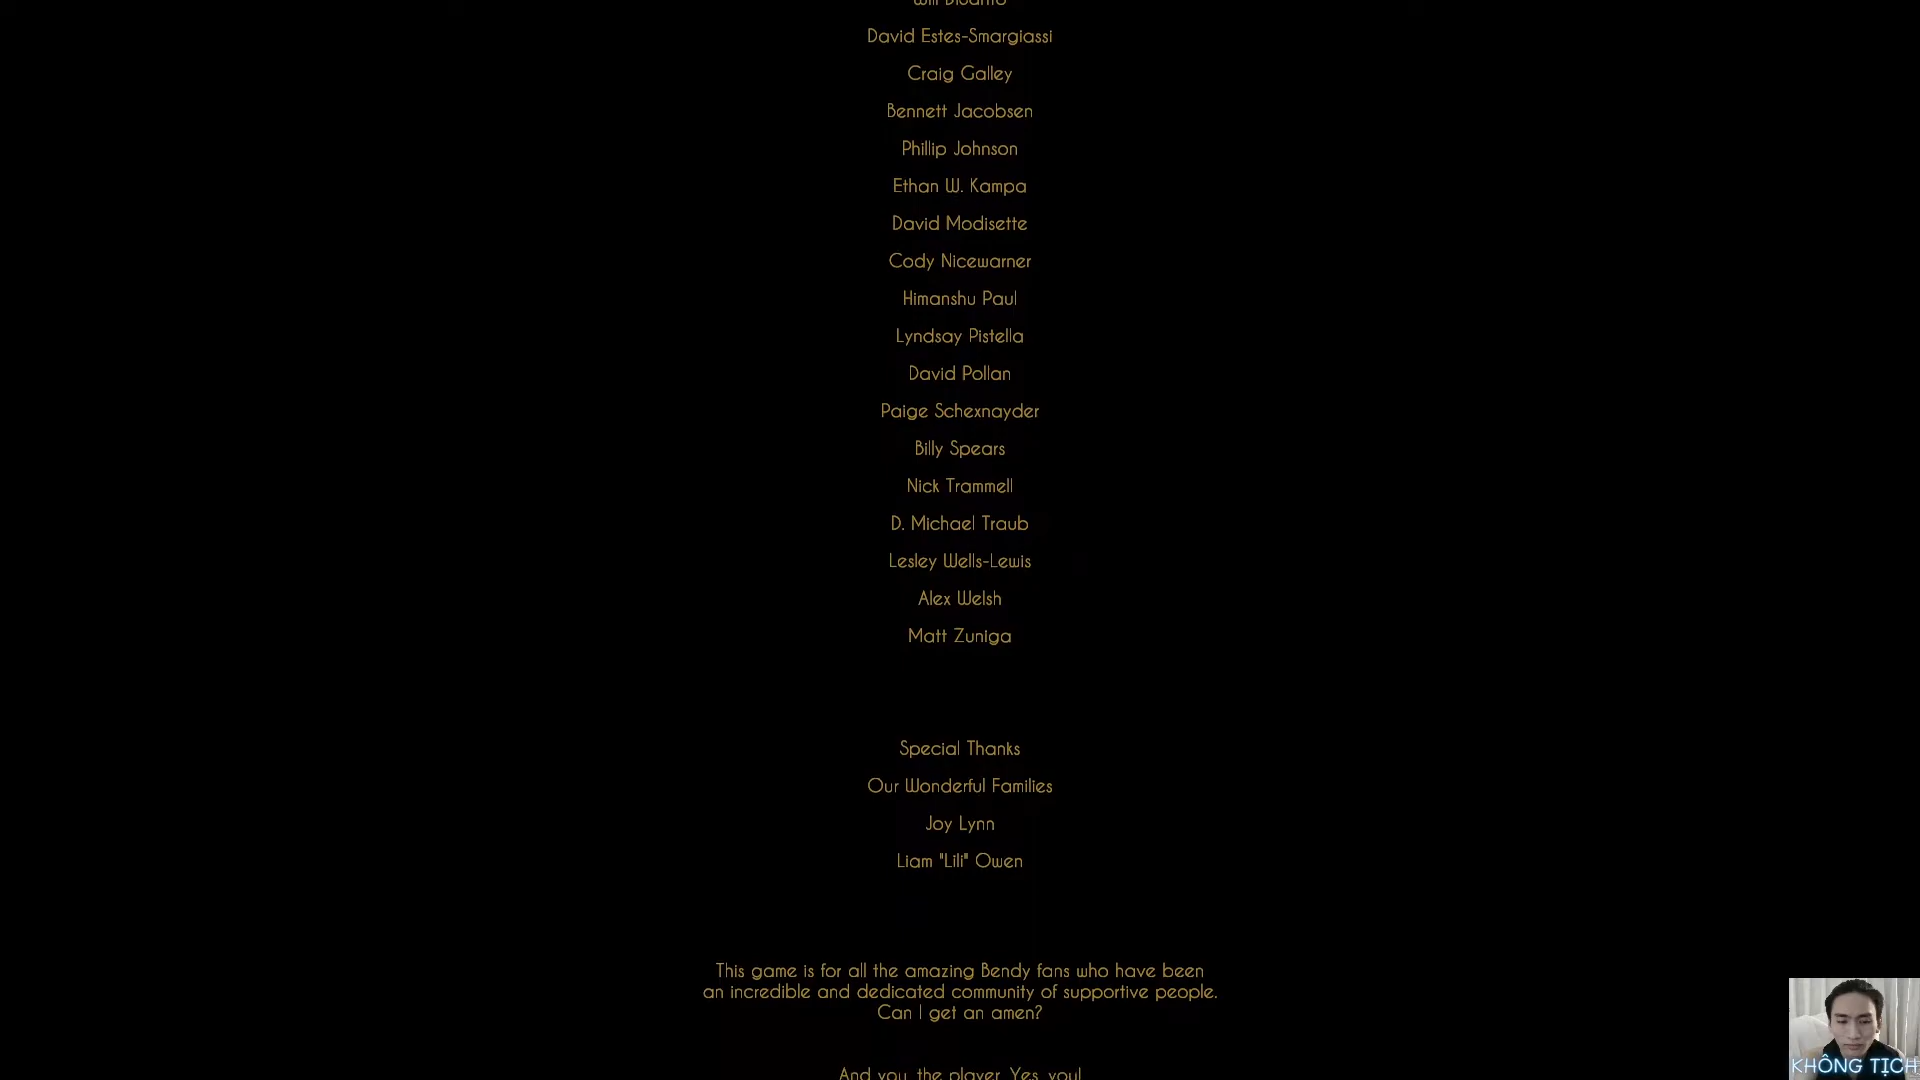 David Estes-Smargiassi
Craig Galley
Bennett Jacobsen
Phillip Johnson
Ethan W. Kampa
David Modisette
Cody Nicewarner
Himanshu Paul
Lyndsay Pistella
David Pollan
Paige Schexnayder
Billy Spears
Nick Trammell
D. Michael Traub
Lesley Wells-Lewis
Alex Welsh
Matt Zuniga
Special Thanks
Our Wonderful Families
Joy Lynn
Liam "Lili" Owen
This game is for all the amazing Bendy fans who have been
an incredible and dedicated community of supportive people.
Can I get an amen?
And you, the player. Yes, you!
KHÔNG TỊCH